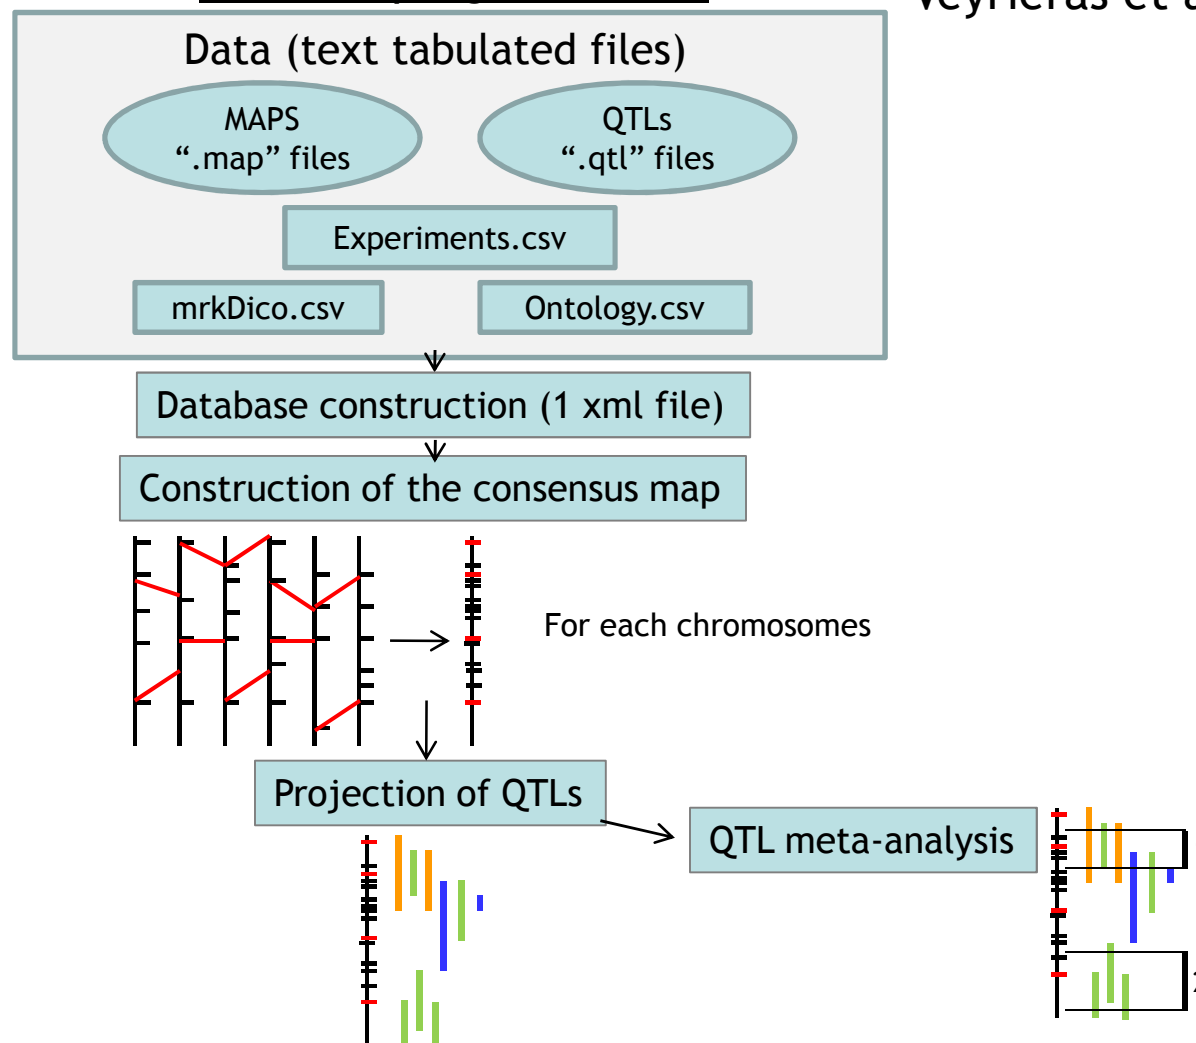 Data (text tabulated files)
MAPS
“.map” files
QTLs
“.qtl” files
Experiments.csv
mrkDico.csv
Ontology.csv
Database construction (1 xml file)
Construction of the consensus map
For each chromosomes
Projection of QTLs
QTL meta-analysis